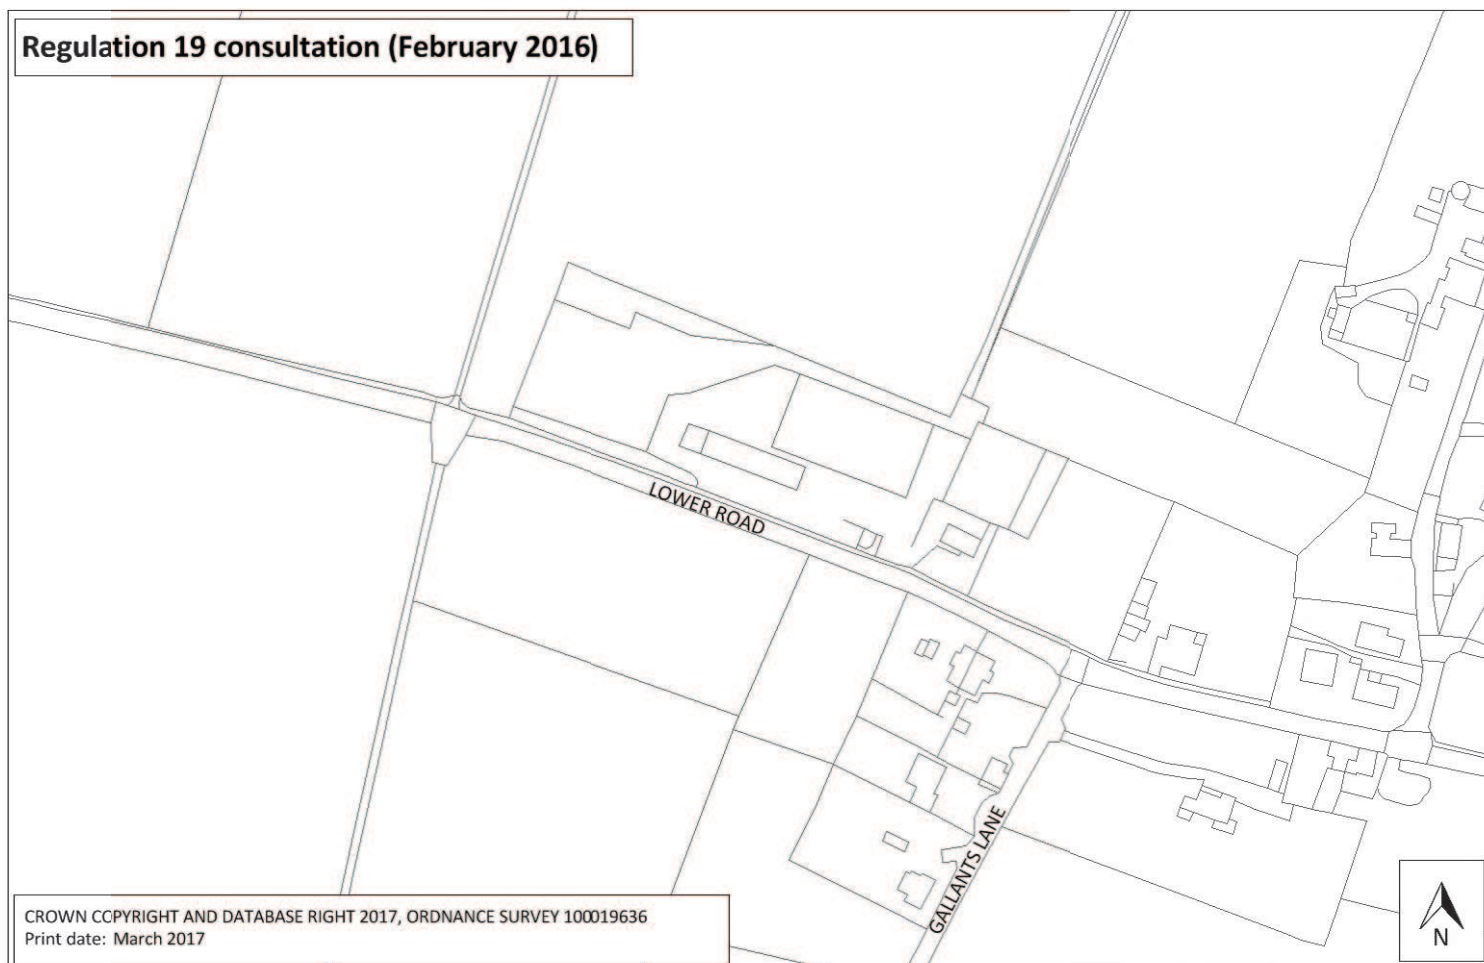 Regulation 19 consultation (February 2016)
LOWER ROAD
GALLANTS LANE
CROWN COPYRIGHT AND DATABASE RIGHT 2017, ORDNANCE SURVEY 100019636
Print date: March 2017
N